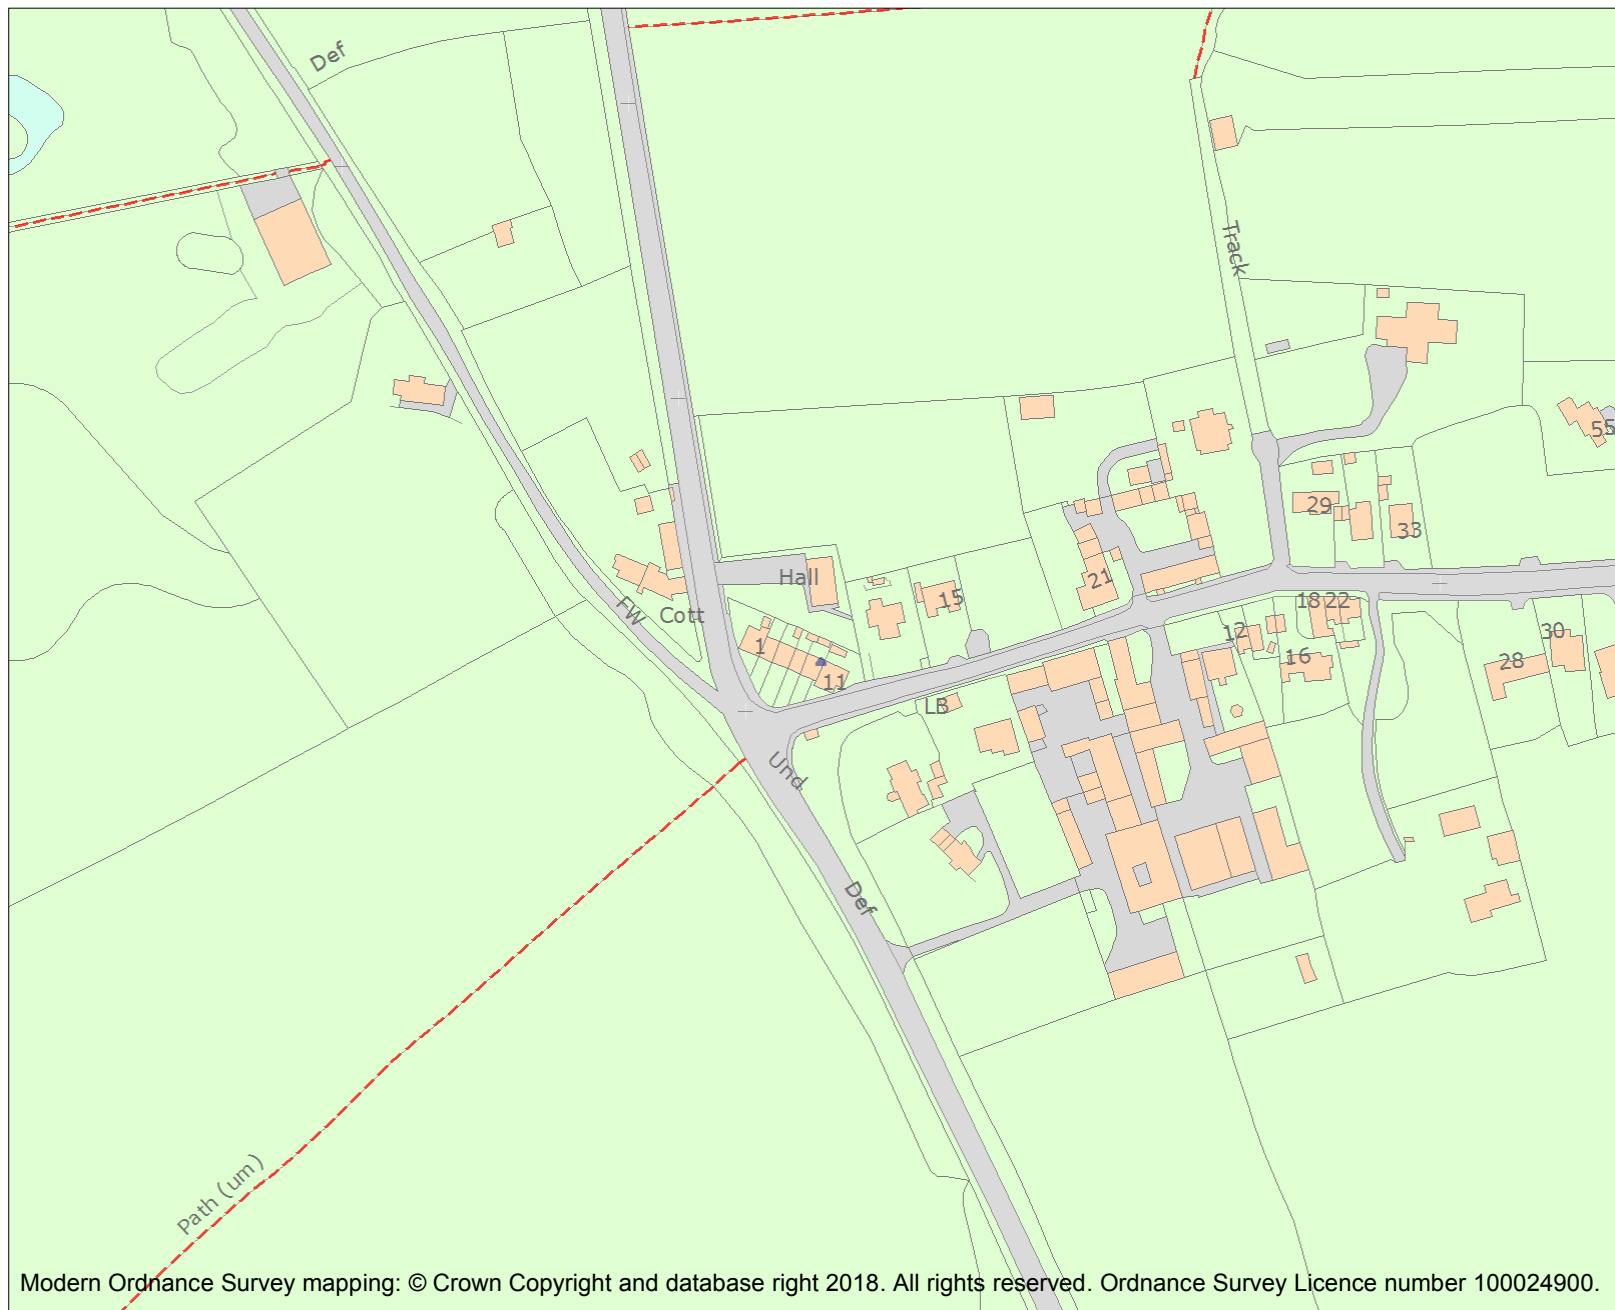 Def
Track
55
29
33
Hall
21
15
FW
Cott
18
22
12
30
1
16
28
11
LB
Und
Def
Path (um)
Modern Ordnance Survey mapping: © Crown Copyright and database right 2018. All rights reserved. Ordnance Survey Licence number 100024900.